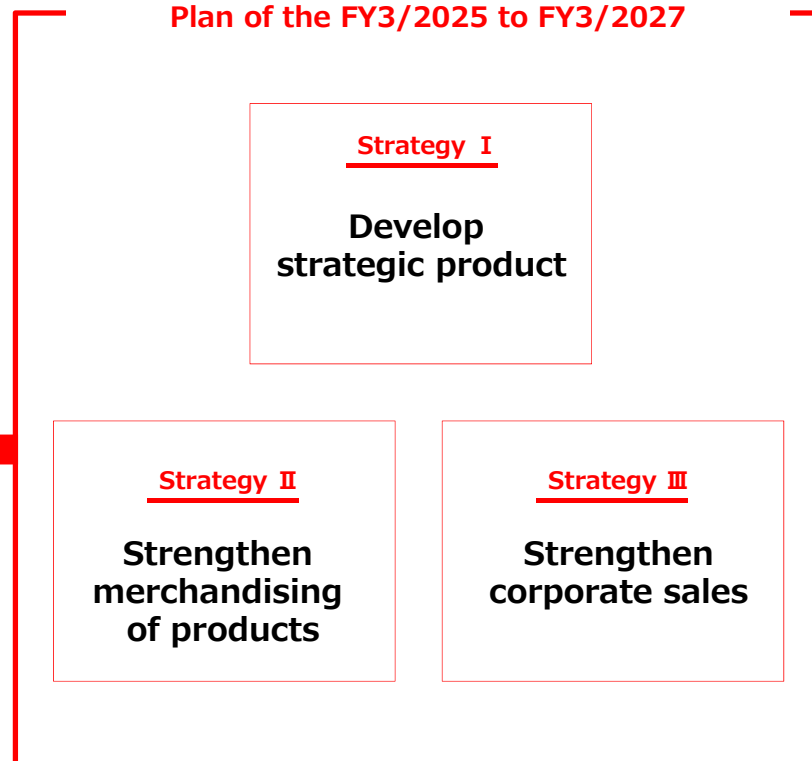 Plan of the FY3/2025 to FY3/2027
Strategy Ⅰ
Develop
strategic product
Strategy Ⅱ
Strengthen
merchandising
of products
Strategy Ⅲ
Strengthen
corporate sales